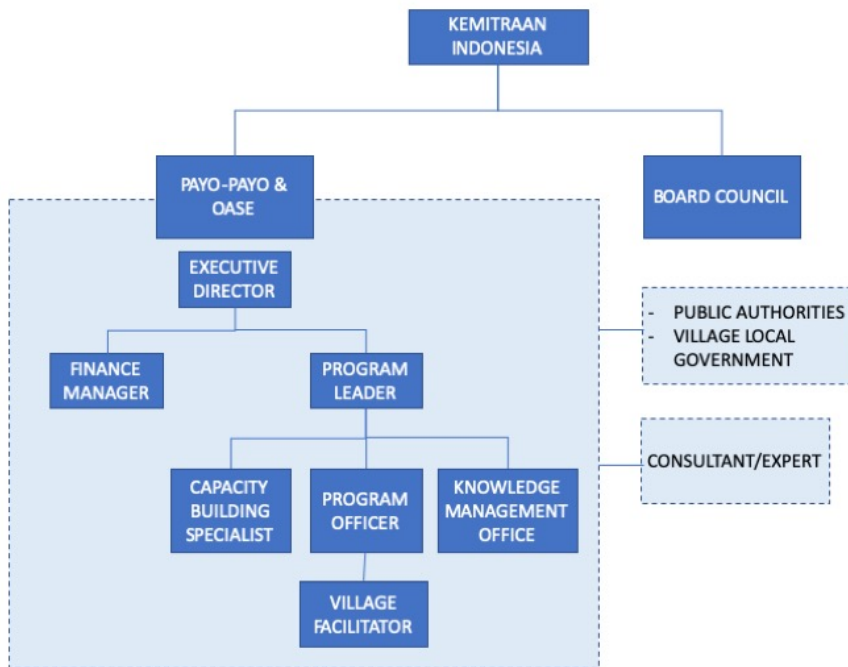 KEMITRAAN
INDONESIA
PAYO-PAYO &
OASE
BOARD COUNCIL
EXECUTIVE
DIRECTOR
- PUBLIC AUTHORITIES
- VILLAGE LOCAL
GOVERNMENT
FINANCE
MANAGER
PROGRAM
LEADER
CONSULTANT/EXPERT
CAPACITY
BUILDING
SPECIALIST
PROGRAM
OFFICER
KNOWLEDGE
MANAGEMENT
OFFICE
VILLAGE
FACILITATOR